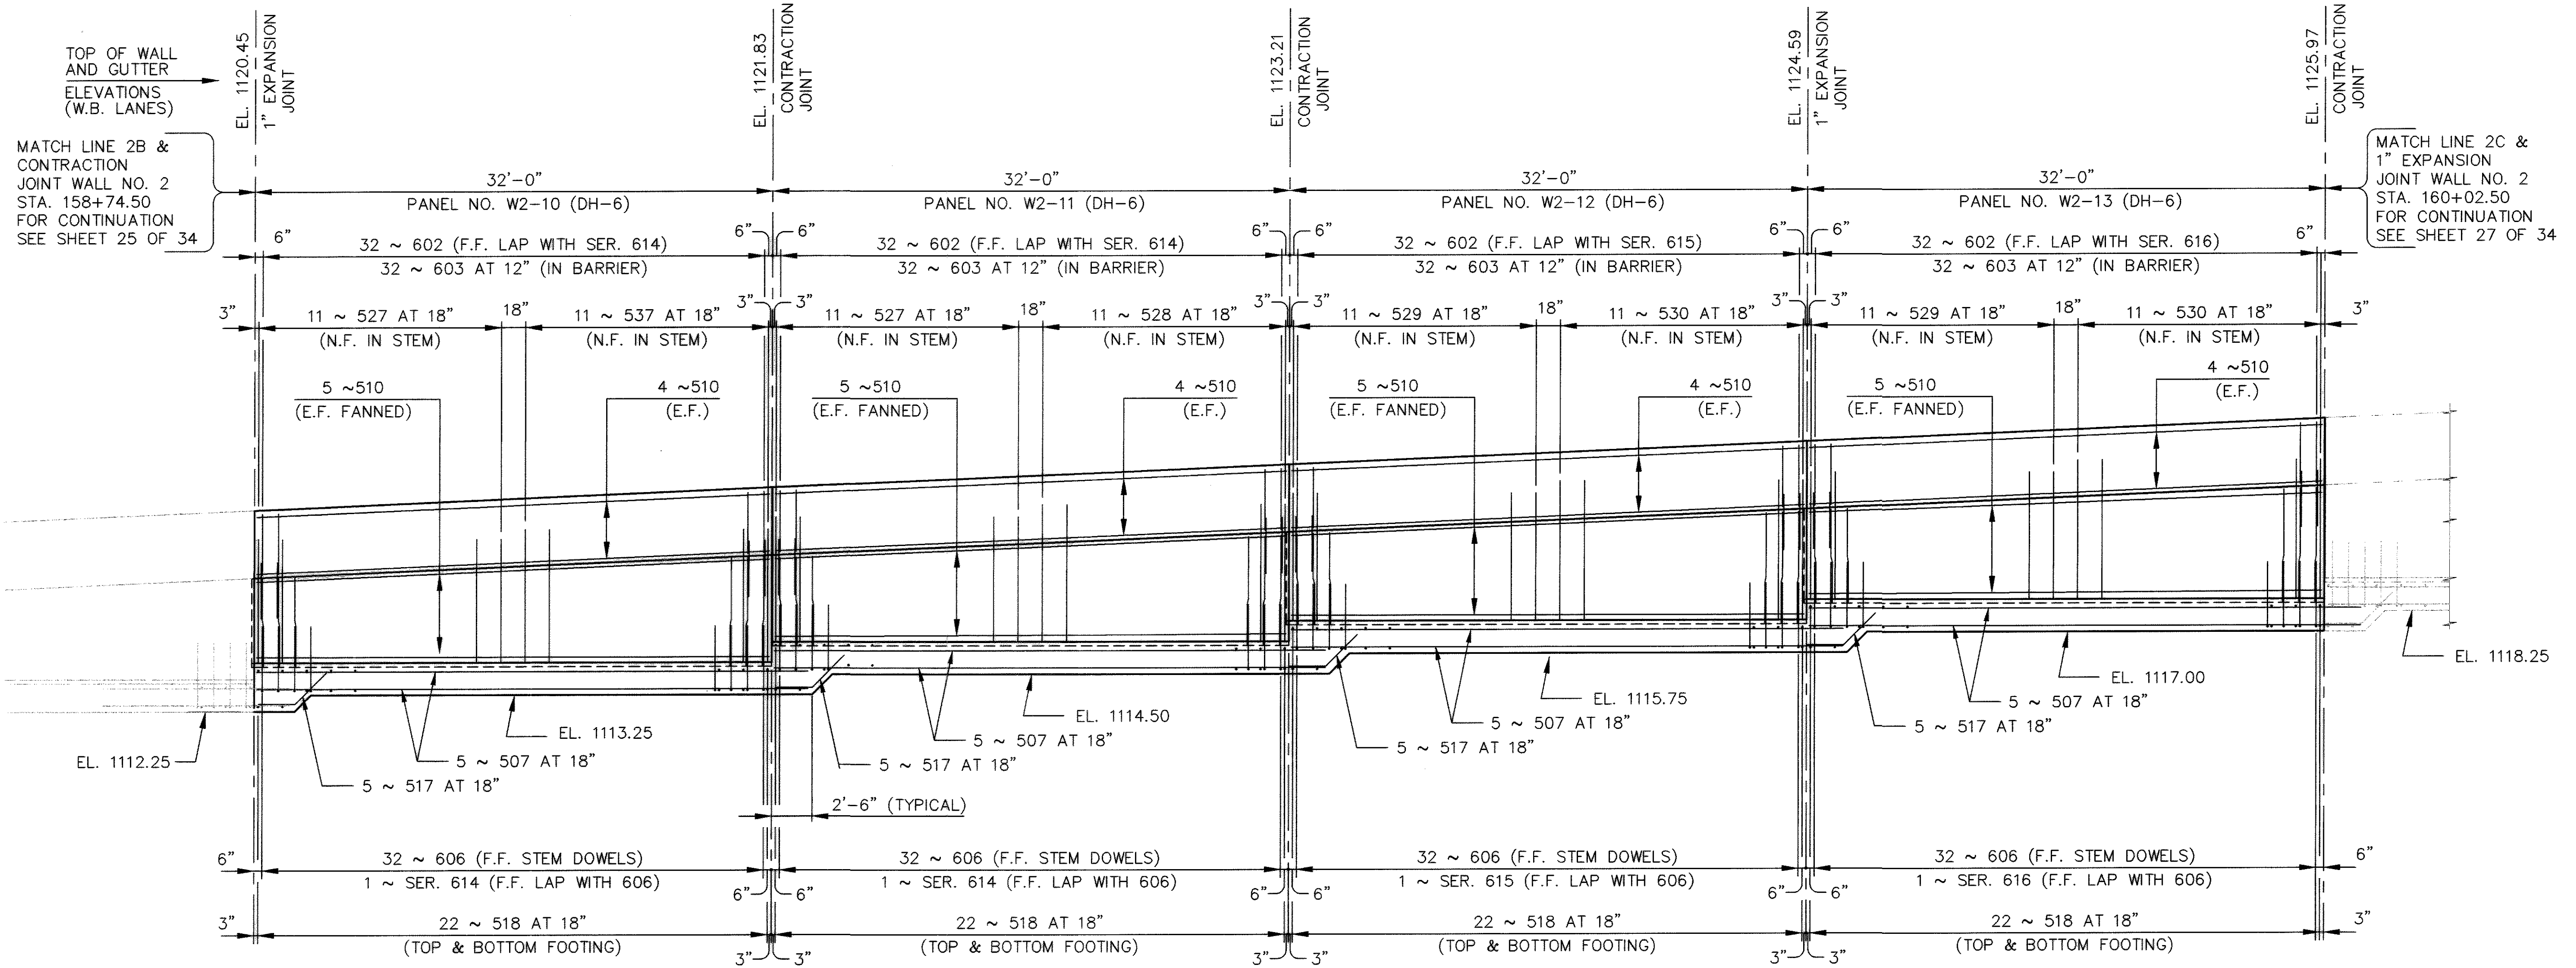 TOP OF WALL
AND GUTTER
ELEVATIONS
(W.B. LANES)
EL. 1120.45
1" EXPANSION
JOINT
EL. 1121.83
CONTRACTION
JOINT
EL. 1123.21
CONTRACTION
JOINT
EL. 1124.59
1" EXPANSION
JOINT
EL. 1125.97
CONTRACTION
JOINT
MATCH LINE 2B &
CONTRACTION
JOINT WALL NO. 2
STA. 158+74.50
FOR CONTINUATION
SEE SHEET 25 OF 34
MATCH LINE 2C &
1" EXPANSION
JOINT WALL NO. 2
STA. 160+02.50
FOR CONTINUATION
SEE SHEET 27 OF 34
32'-0" 32'-0" 32'-0" 32'-0"
PANEL NO. W2-10 (DH-6) PANEL NO. W2-11 (DH-6) PANEL NO. W2-12 (DH-6) PANEL NO. W2-13 (DH-6)
6" 6" 6" 6" 6" 6" 6" 6"
32 ~ 602 (F.F. LAP WITH SER. 614) 32 ~ 602 (F.F. LAP WITH SER. 614) 32 ~ 602 (F.F. LAP WITH SER. 615) 32 ~ 602 (F.F. LAP WITH SER. 616)
32 ~ 603 AT 12" (IN BARRIER) 32 ~ 603 AT 12" (IN BARRIER) 32 ~ 603 AT 12" (IN BARRIER) 32 ~ 603 AT 12" (IN BARRIER)
3" 11 ~ 527 AT 18" 18" 11 ~ 537 AT 18" 3" 3" 11 ~ 527 AT 18" 18" 11 ~ 528 AT 18" 3" 3" 11 ~ 529 AT 18" 18" 11 ~ 530 AT 18" 3" 3" 11 ~ 529 AT 18" 18" 11 ~ 530 AT 18" 3"
(N.F. IN STEM) (N.F. IN STEM) (N.F. IN STEM) (N.F. IN STEM) (N.F. IN STEM) (N.F. IN STEM) (N.F. IN STEM) (N.F. IN STEM)
5 ~510 4 ~510 5 ~510 4 ~510 5 ~510 4 ~510 5 ~510 4 ~510
(E.F. FANNED) (E.F.) (E.F. FANNED) (E.F.) (E.F. FANNED) (E.F.) (E.F. FANNED) (E.F.)
EL. 1118.25
EL. 1117.00
5 ~ 507 AT 18"
5 ~ 517 AT 18"
EL. 1115.75
5 ~ 507 AT 18"
5 ~ 517 AT 18"
EL. 1114.50
5 ~ 507 AT 18"
5 ~ 517 AT 18"
EL. 1113.25
5 ~ 507 AT 18"
EL. 1112.25
5 ~ 517 AT 18"
2'-6" (TYPICAL)
6" 32 ~ 606 (F.F. STEM DOWELS) 32 ~ 606 (F.F. STEM DOWELS) 32 ~ 606 (F.F. STEM DOWELS) 32 ~ 606 (F.F. STEM DOWELS) 6"
1 ~ SER. 614 (F.F. LAP WITH 606) 1 ~ SER. 614 (F.F. LAP WITH 606) 1 ~ SER. 615 (F.F. LAP WITH 606) 1 ~ SER. 616 (F.F. LAP WITH 606)
6" 6" 6" 6" 6" 6"
3" 22 ~ 518 AT 18" 22 ~ 518 AT 18" 22 ~ 518 AT 18" 22 ~ 518 AT 18" 3"
(TOP & BOTTOM FOOTING) (TOP & BOTTOM FOOTING) (TOP & BOTTOM FOOTING) (TOP & BOTTOM FOOTING)
3" 3" 3" 3" 3" 3"